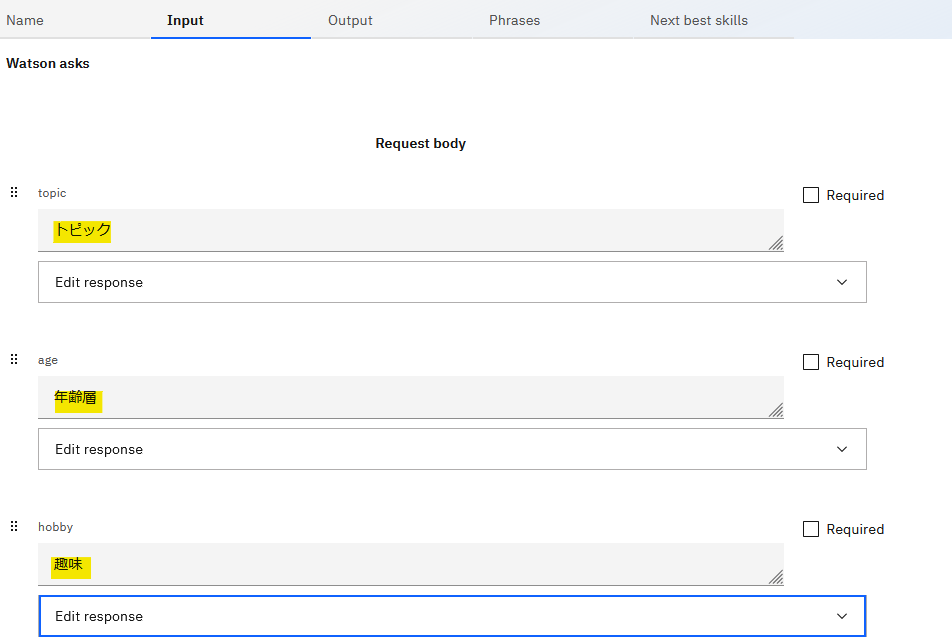 Name Input Output Phrases Next best skills
Watson asks
Request body
topic Required
トピック
Edit response
age Required
年齢層
Edit response
hobby Required
趣味
Edit response